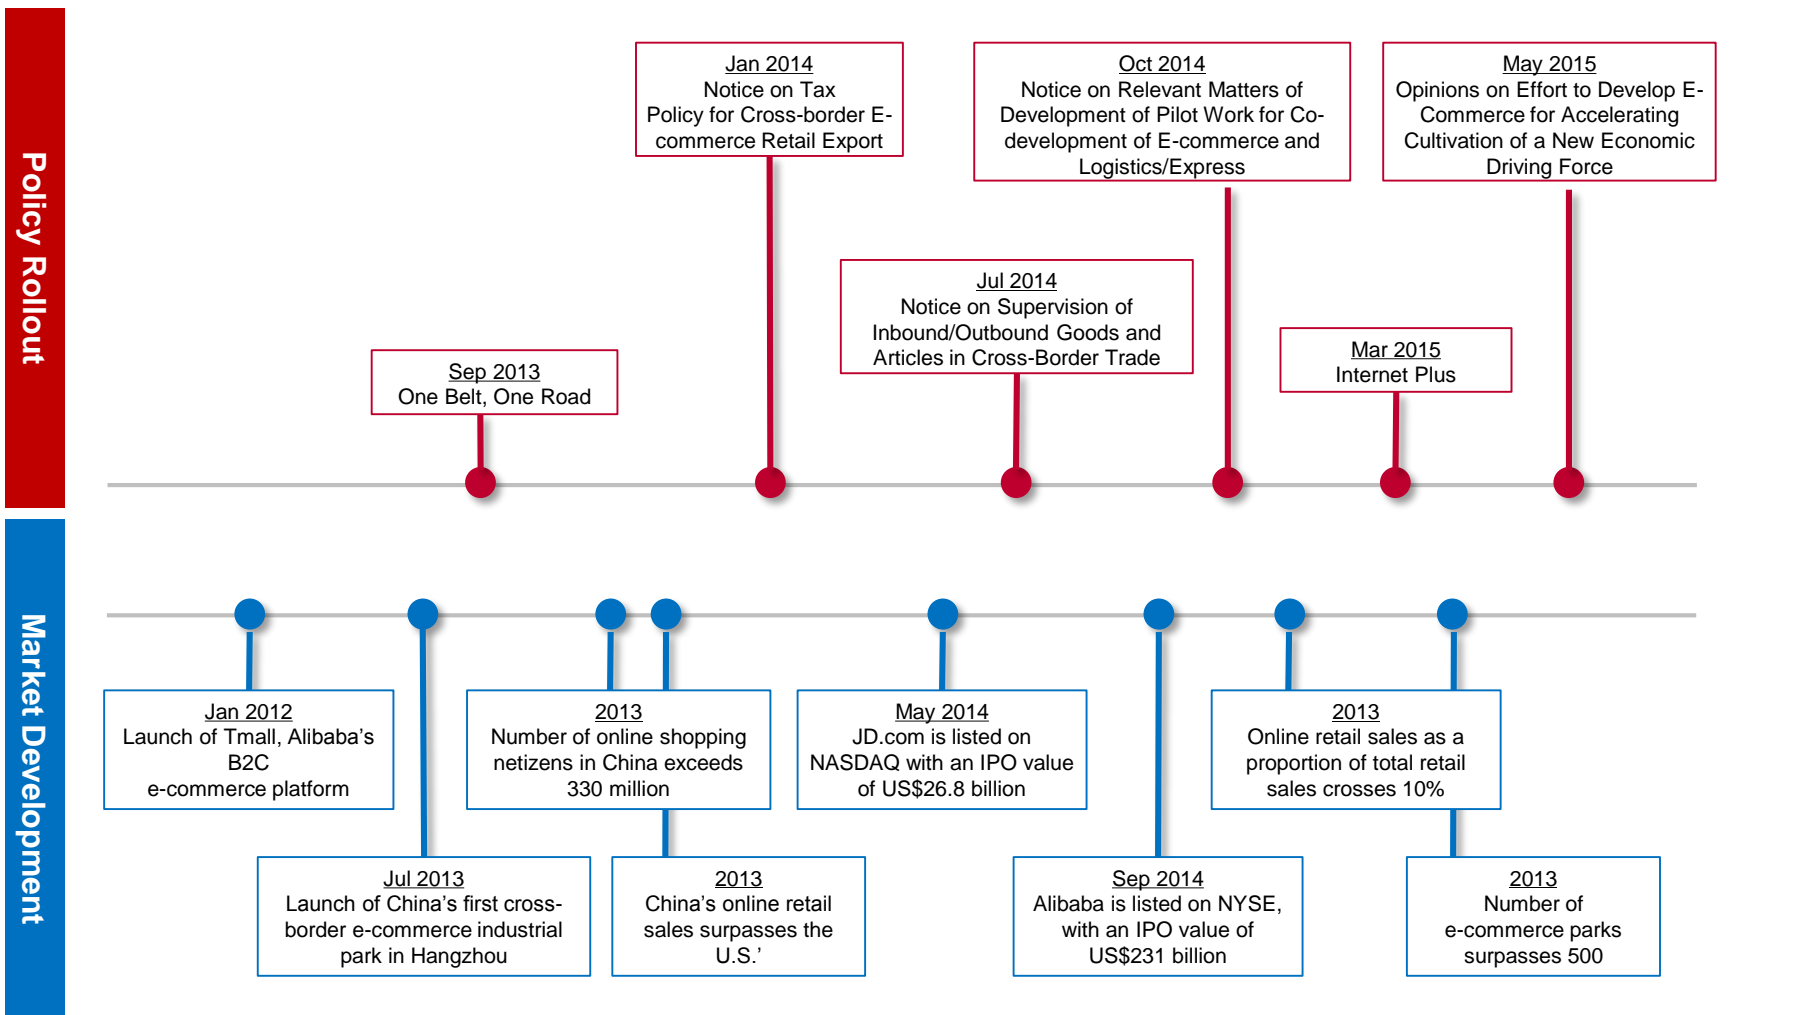 Policy Rollout
Jan 2014
Notice on Tax
Policy for Cross-border E-
commerce Retail Export
Oct 2014
Notice on Relevant Matters of
Development of Pilot Work for Co-
development of E-commerce and
Logistics/Express
May 2015
Opinions on Effort to Develop E-
Commerce for Accelerating
Cultivation of a New Economic
Driving Force
Jul 2014
Notice on Supervision of
Inbound/Outbound Goods and
Articles in Cross-Border Trade
Sep 2013
One Belt, One Road
Mar 2015
Internet Plus
Market Development
Jan 2012
Launch of Tmall, Alibaba’s
B2C
e-commerce platform
2013
Number of online shopping
netizens in China exceeds
330 million
May 2014
JD.com is listed on
NASDAQ with an IPO value
of US$26.8 billion
2013
Online retail sales as a
proportion of total retail
sales crosses 10%
Jul 2013
Launch of China’s first cross-
border e-commerce industrial
park in Hangzhou
2013
China’s online retail
sales surpasses the
U.S.’
Sep 2014
Alibaba is listed on NYSE,
with an IPO value of
US$231 billion
2013
Number of
e-commerce parks
surpasses 500